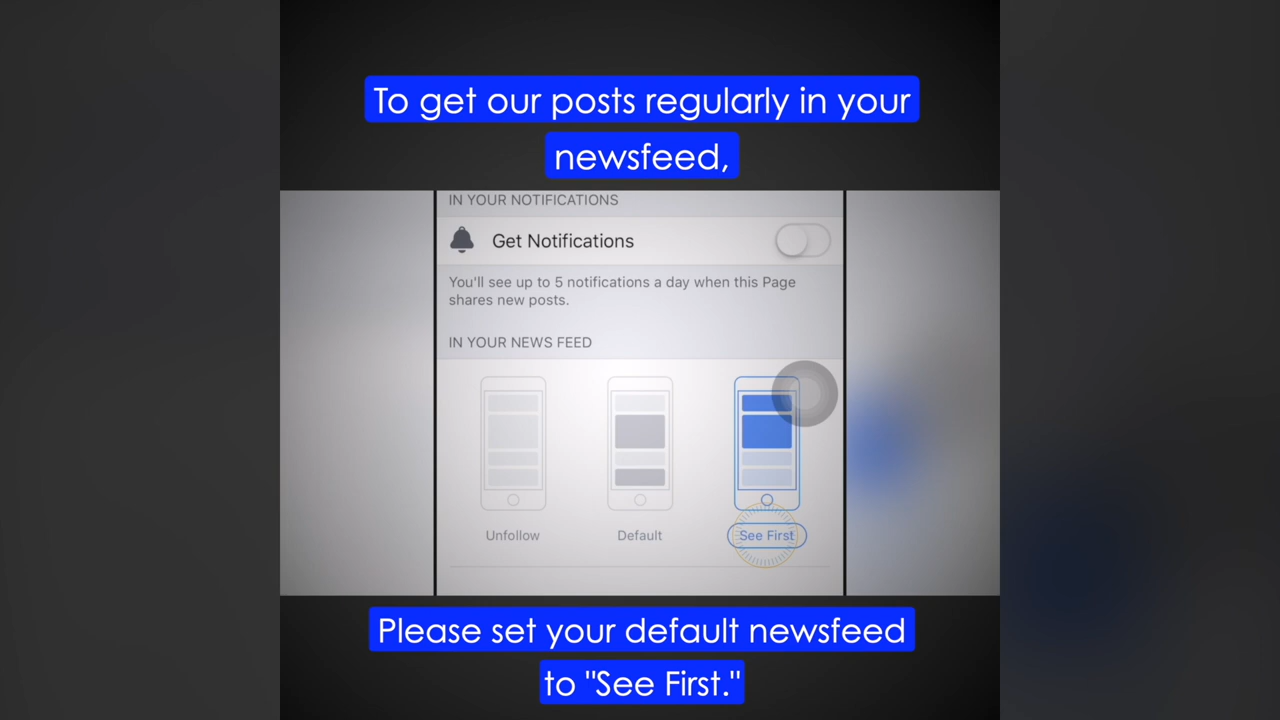 To get our posts regularly in your
newsfeed,
IN YOUR NOTIFICATIONS
Get Notifications
You'll see up to 5 notifications a day when this Page
shares new posts.
IN YOUR NEWS FEED
Unfollow
Default
See First
Please set your default newsfeed
to "See First."